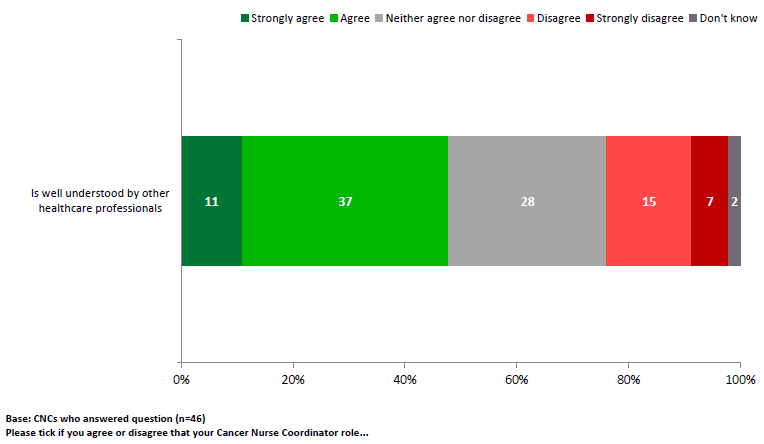 Strongly agree Agree Neither agree nor disagree Disagree Strongly disagree Don't know
Is well understood by other
healthcare professionals
11 37 28 15 7 2
0% 20% 40% 60% 80% 100%
Base: CNCs who answered question (n=46)
Please tick if you agree or disagree that your Cancer Nurse Coordinator role...